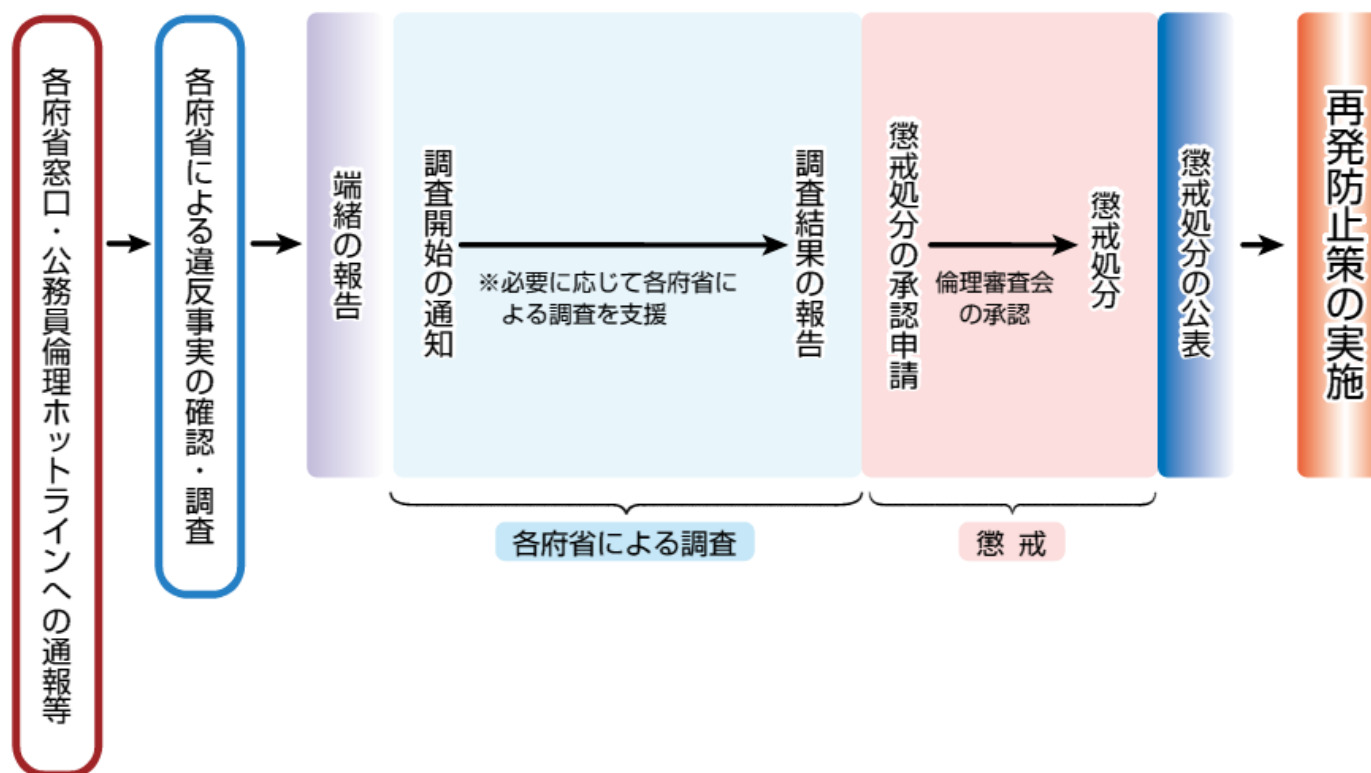 各府省窓口・公務員倫理ホットラインへの通報等
各府省による違反事実の確認・調査
端緒の報告
調査開始の通知
※必要に応じて各府省に
よる調査を支援
調査結果の報告
懲戒処分の承認申請
倫理審査会
の承認
懲戒処分
懲戒処分の公表
再発防止策の実施
各府省による調査
懲 戒